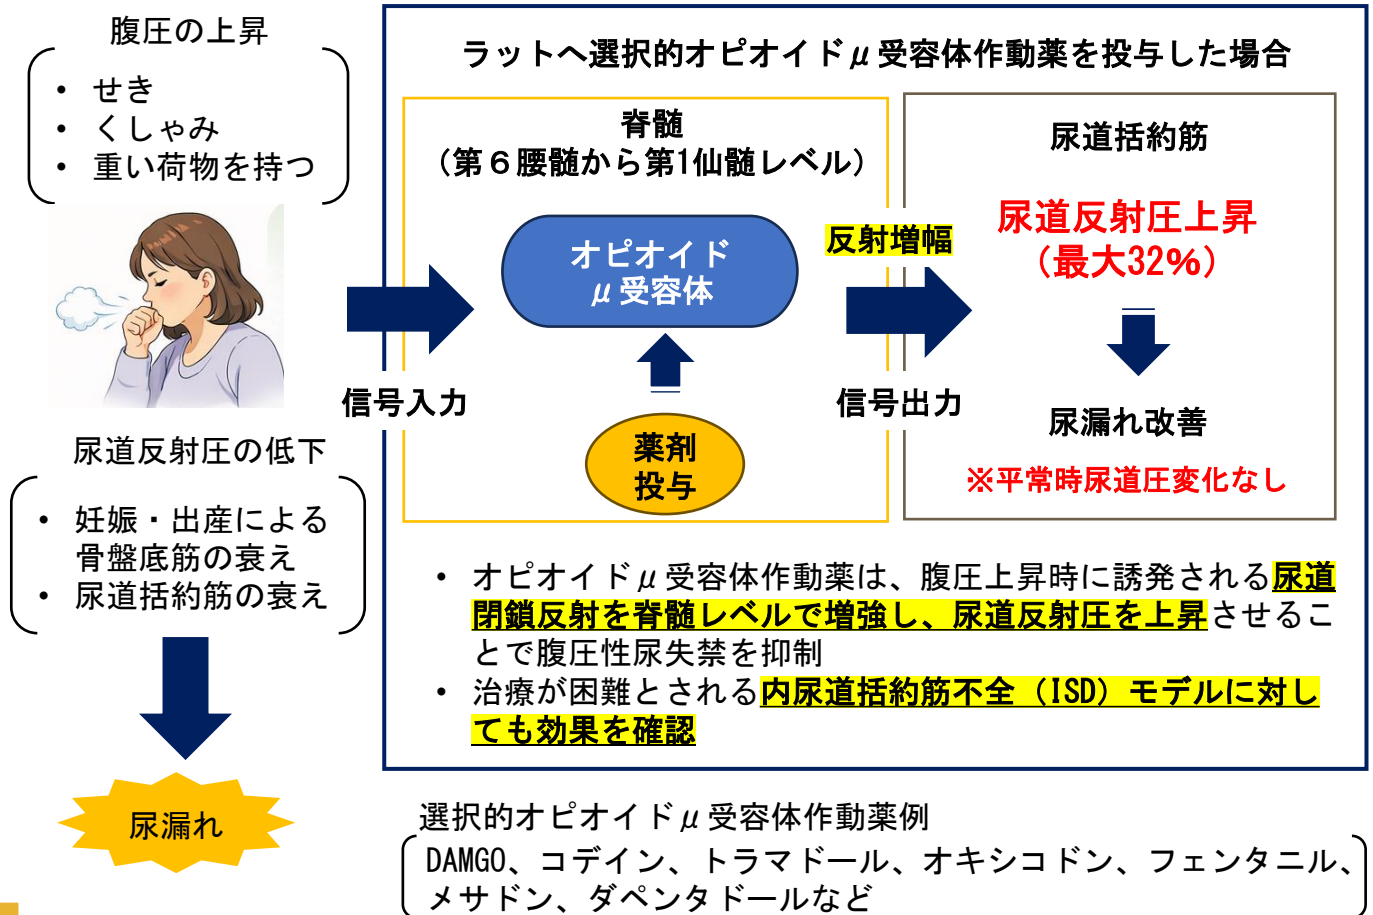 腹圧の上昇
• せき
• くしゃみ
• 重い荷物を持つ
尿道反射圧の低下
• 妊娠・出産による
骨盤底筋の衰え
• 尿道括約筋の衰え
尿漏れ
ラットへ選択的オピオイドμ受容体作動薬を投与した場合
脊髄
（第６腰髄から第1仙髄レベル）
オピオイド
μ受容体
薬剤
投与
信号入力
反射増幅
信号出力
尿道括約筋
尿道反射圧上昇
（最大32%）
尿漏れ改善
※平常時尿道圧変化なし
• オピオイドμ受容体作動薬は、腹圧上昇時に誘発される尿道
閉鎖反射を脊髄レベルで増強し、尿道反射圧を上昇させるこ
とで腹圧性尿失禁を抑制
• 治療が困難とされる内尿道括約筋不全（ISD）モデルに対し
ても効果を確認
選択的オピオイドμ受容体作動薬例
DAMGO、コデイン、トラマドール、オキシコドン、フェンタニル、
メサドン、ダペンタドールなど